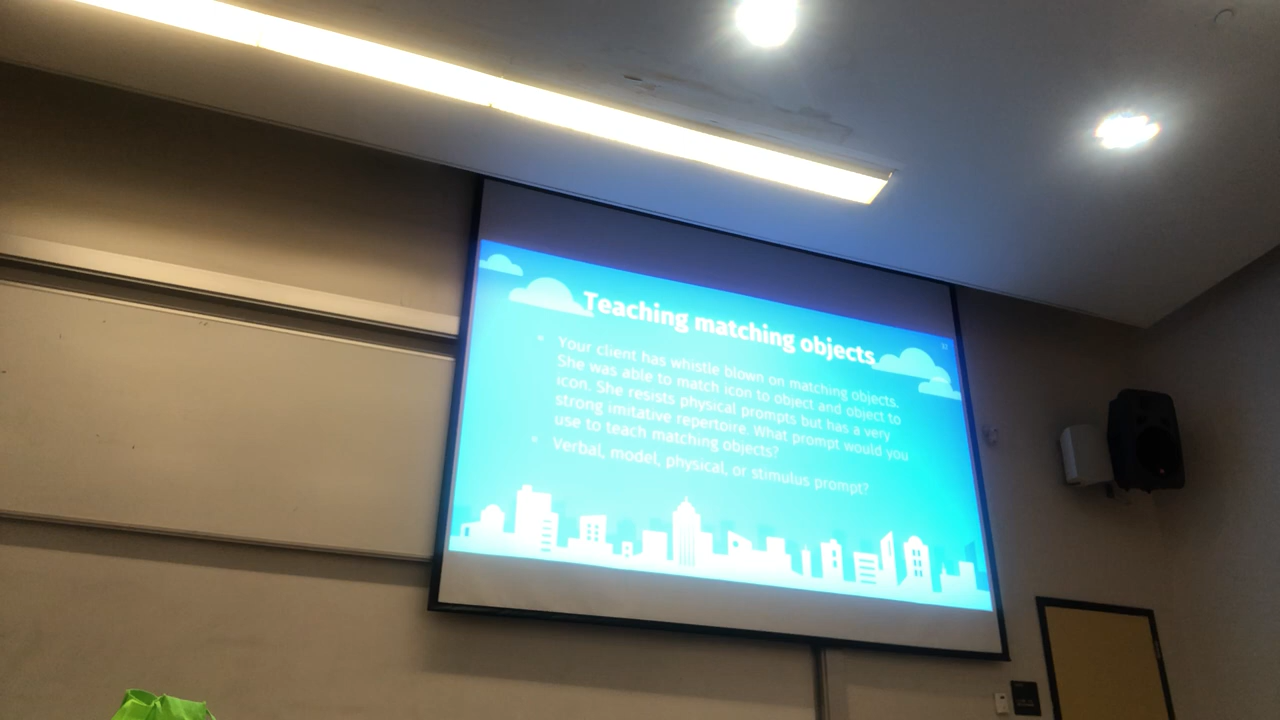 Teaching matching objects
Your client has whistle blown on matching objects.
She was able to match icon to object and object to
icon. She resists physical prompts but has a very
strong imitative repertoire. What prompt would you
use to teach matching objects?
Verbal, model, physical, or stimulus prompt?